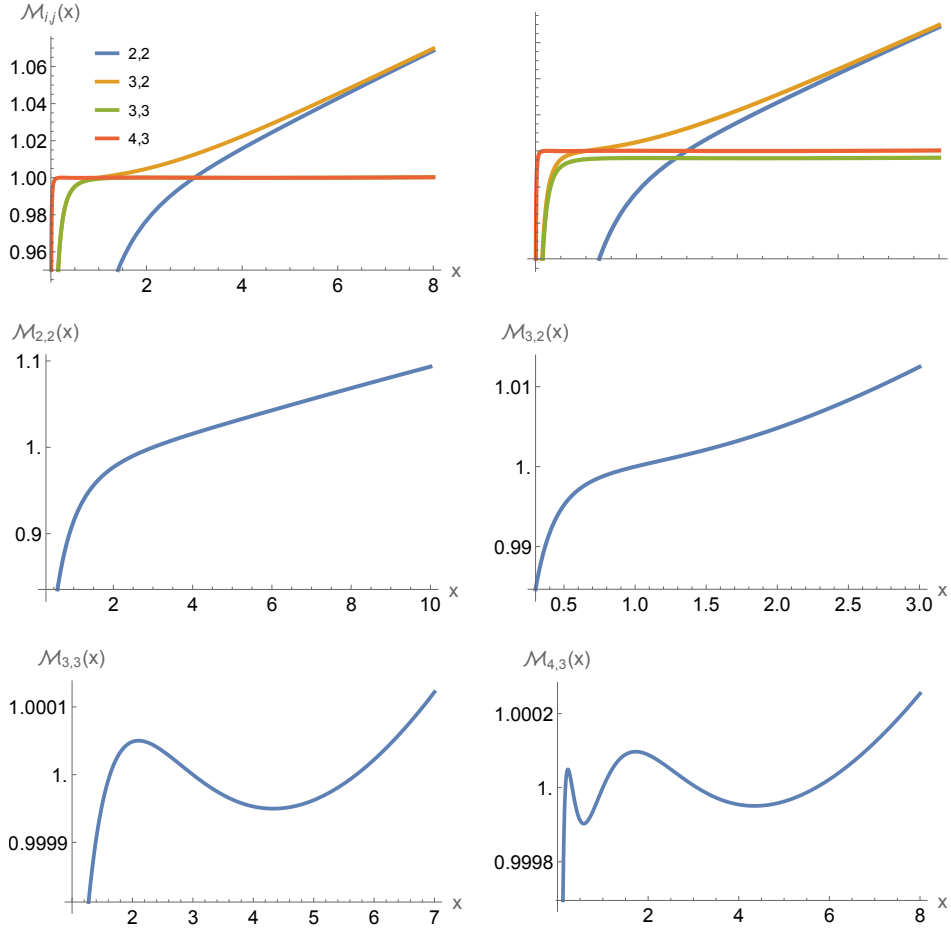 ℳi,j(x)
2,2
3,2
3,3
4,3
1.06
1.04
1.02
1.00
0.98
0.96
2 4 6 8 x
x
ℳ2,2(x)
1.1
1.
0.9
2 4 6 8 10 x
ℳ3,2(x)
1.01
1.
0.99
0.5 1.0 1.5 2.0 2.5 3.0 x
ℳ3,3(x)
1.0001
1.
0.9999
2 3 4 5 6 7 x
ℳ4,3(x)
1.0002
1.
0.9998
2 4 6 8 x